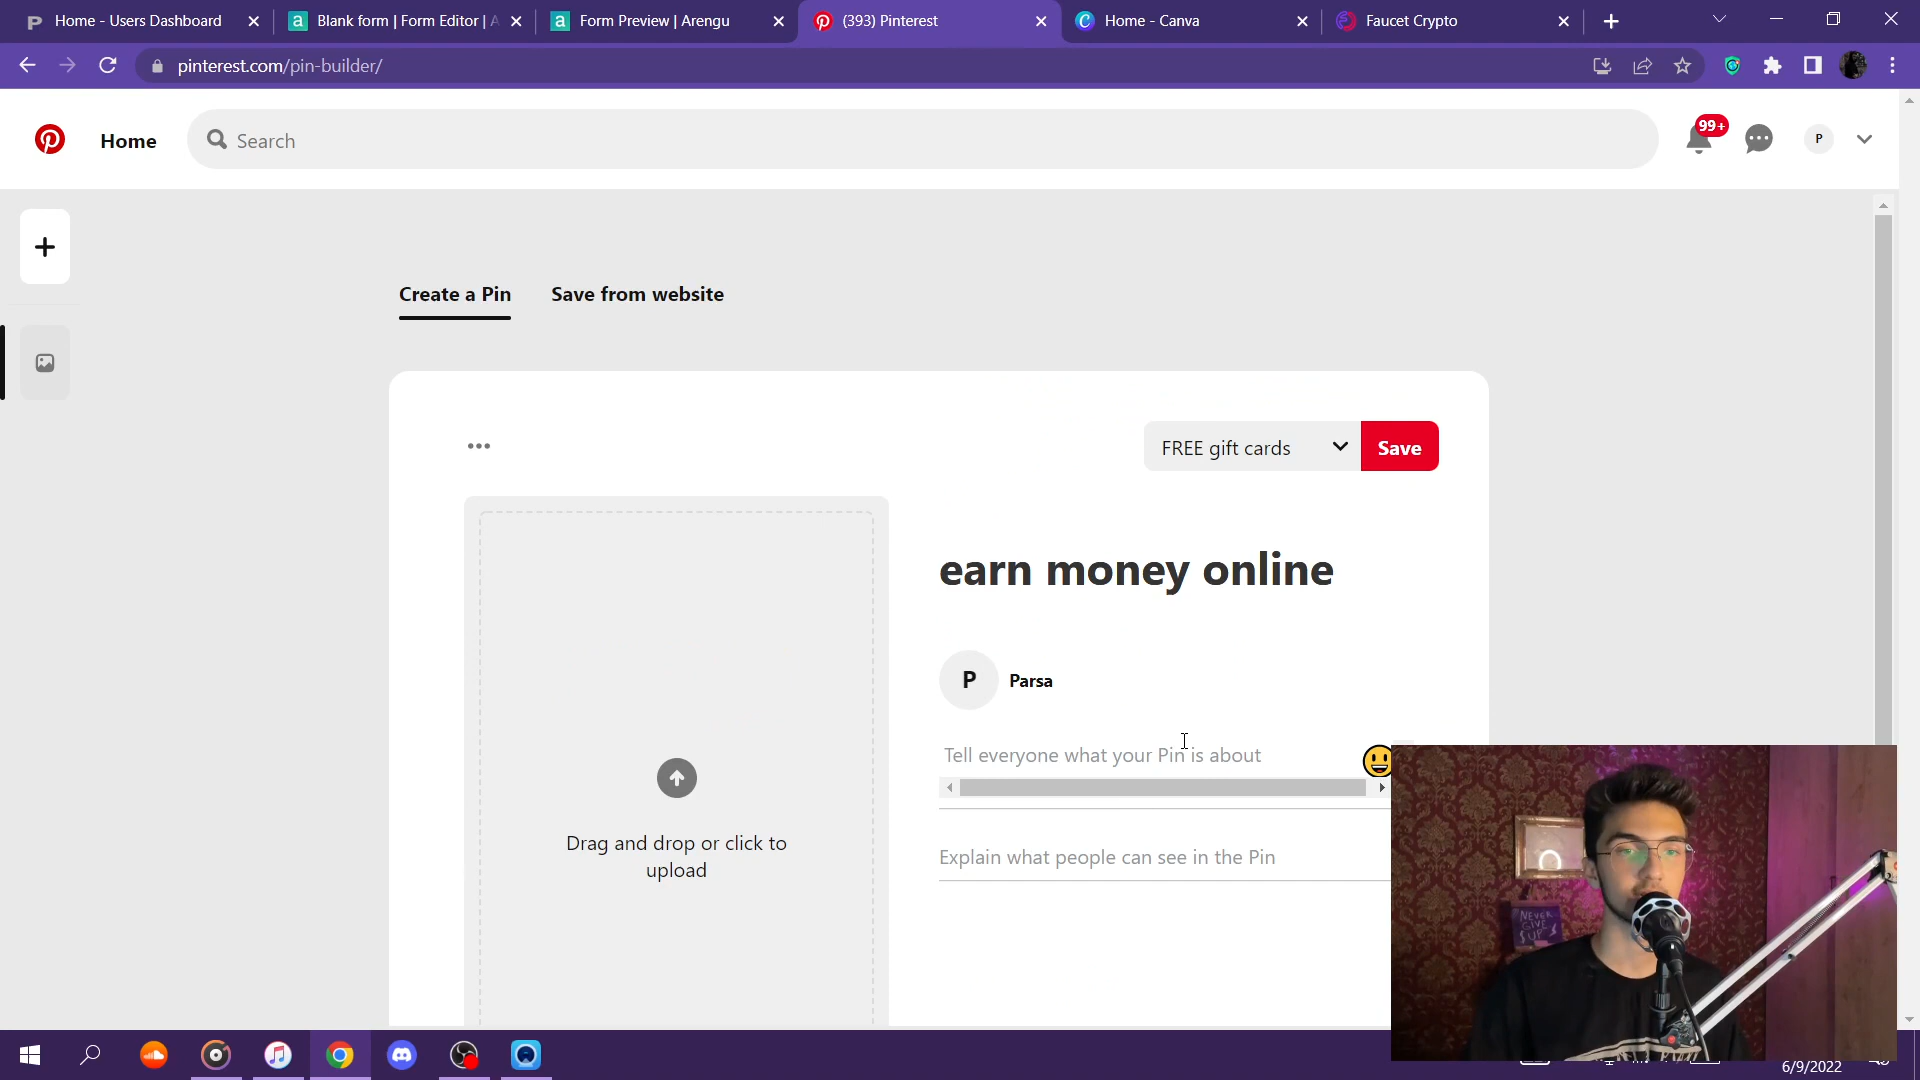 Home - Users Dashboard
Blank form | Form Editor | A
Form Preview | Arengu
(393) Pinterest
Home - Canva
Faucet Crypto
pinterest.com/pin-builder/
Home
Search
99+
P
Create a Pin
Save from website
FREE gift cards
Save
earn money online
P
Parsa
Tell everyone what your Pin is about
Drag and drop or click to
upload
Explain what people can see in the Pin
NEVER
GIVE
UP
6/9/2022